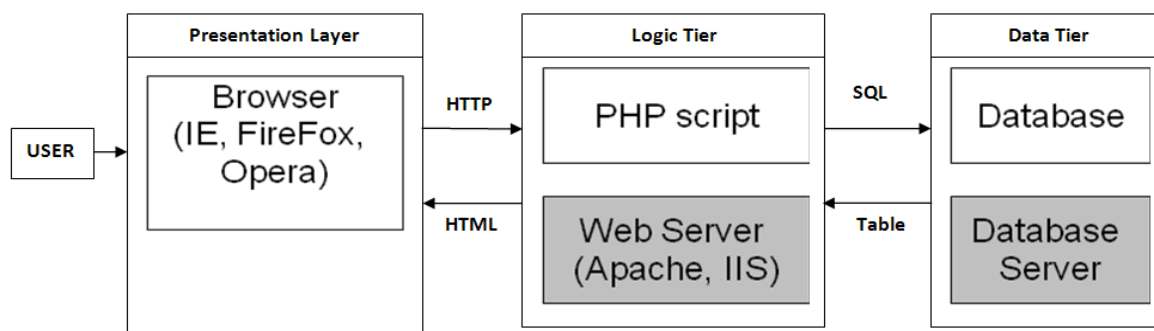 Presentation Layer
Logic Tier
Data Tier
USER
Browser
(IE, FireFox,
Opera)
HTTP
HTML
PHP script
Web Server
(Apache, IIS)
SQL
Table
Database
Database
Server